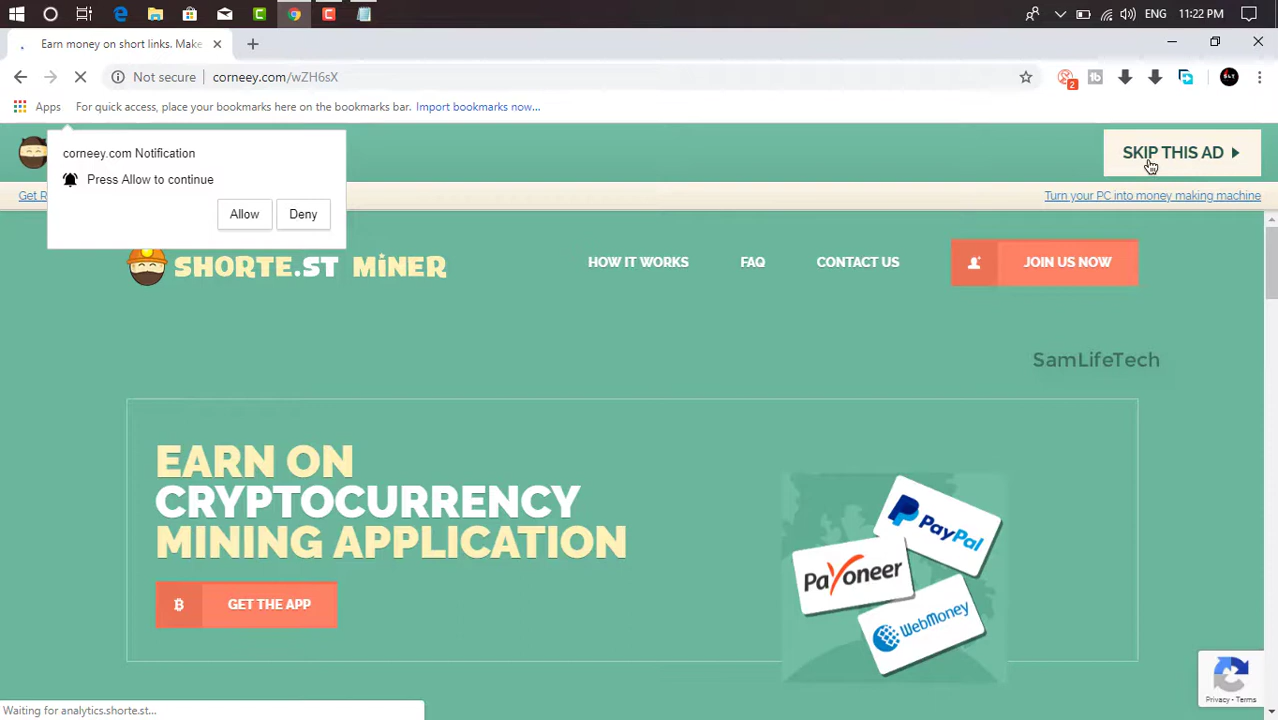 ENG 11:22 PM
Earn money on short links. Make
Not secure corneey.com/wZH6sX
2
SLT
Apps For quick access, place your bookmarks here on the bookmarks bar. Import bookmarks now...
corneey.com Notification
Press Allow to continue
Allow Deny
SKIP THIS AD
Get R
Turn your PC into money making machine
SHORTE.ST MiNER
HOW IT WORKS FAQ CONTACT US JOIN US NOW
SamLifeTech
EARN ON
CRYPTOCURRENCY
MINING APPLICATION
GET THE APP
PayPal
Payoneer
WebMoney
Privacy - Terms
Waiting for analytics.shorte.st...